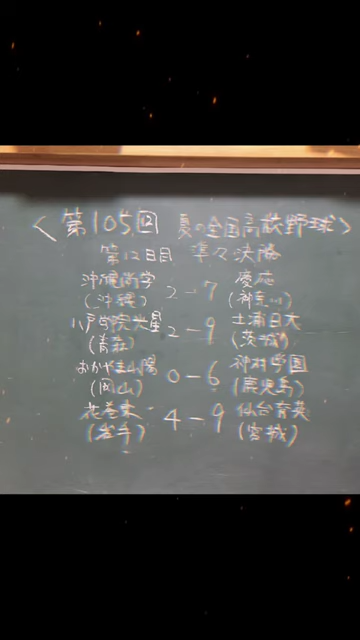 <第105回 夏の全国高校野球>
第12日目 準々決勝
沖縄尚学 2-7 慶応
(沖縄) (神奈川)
八戸学院光星 2-9 土浦日大
(青森) (茨城)
おかやま山陽 0-6 神村学園
(岡山) (鹿児島)
花巻東 4-9 仙台育英
(岩手) (宮城)